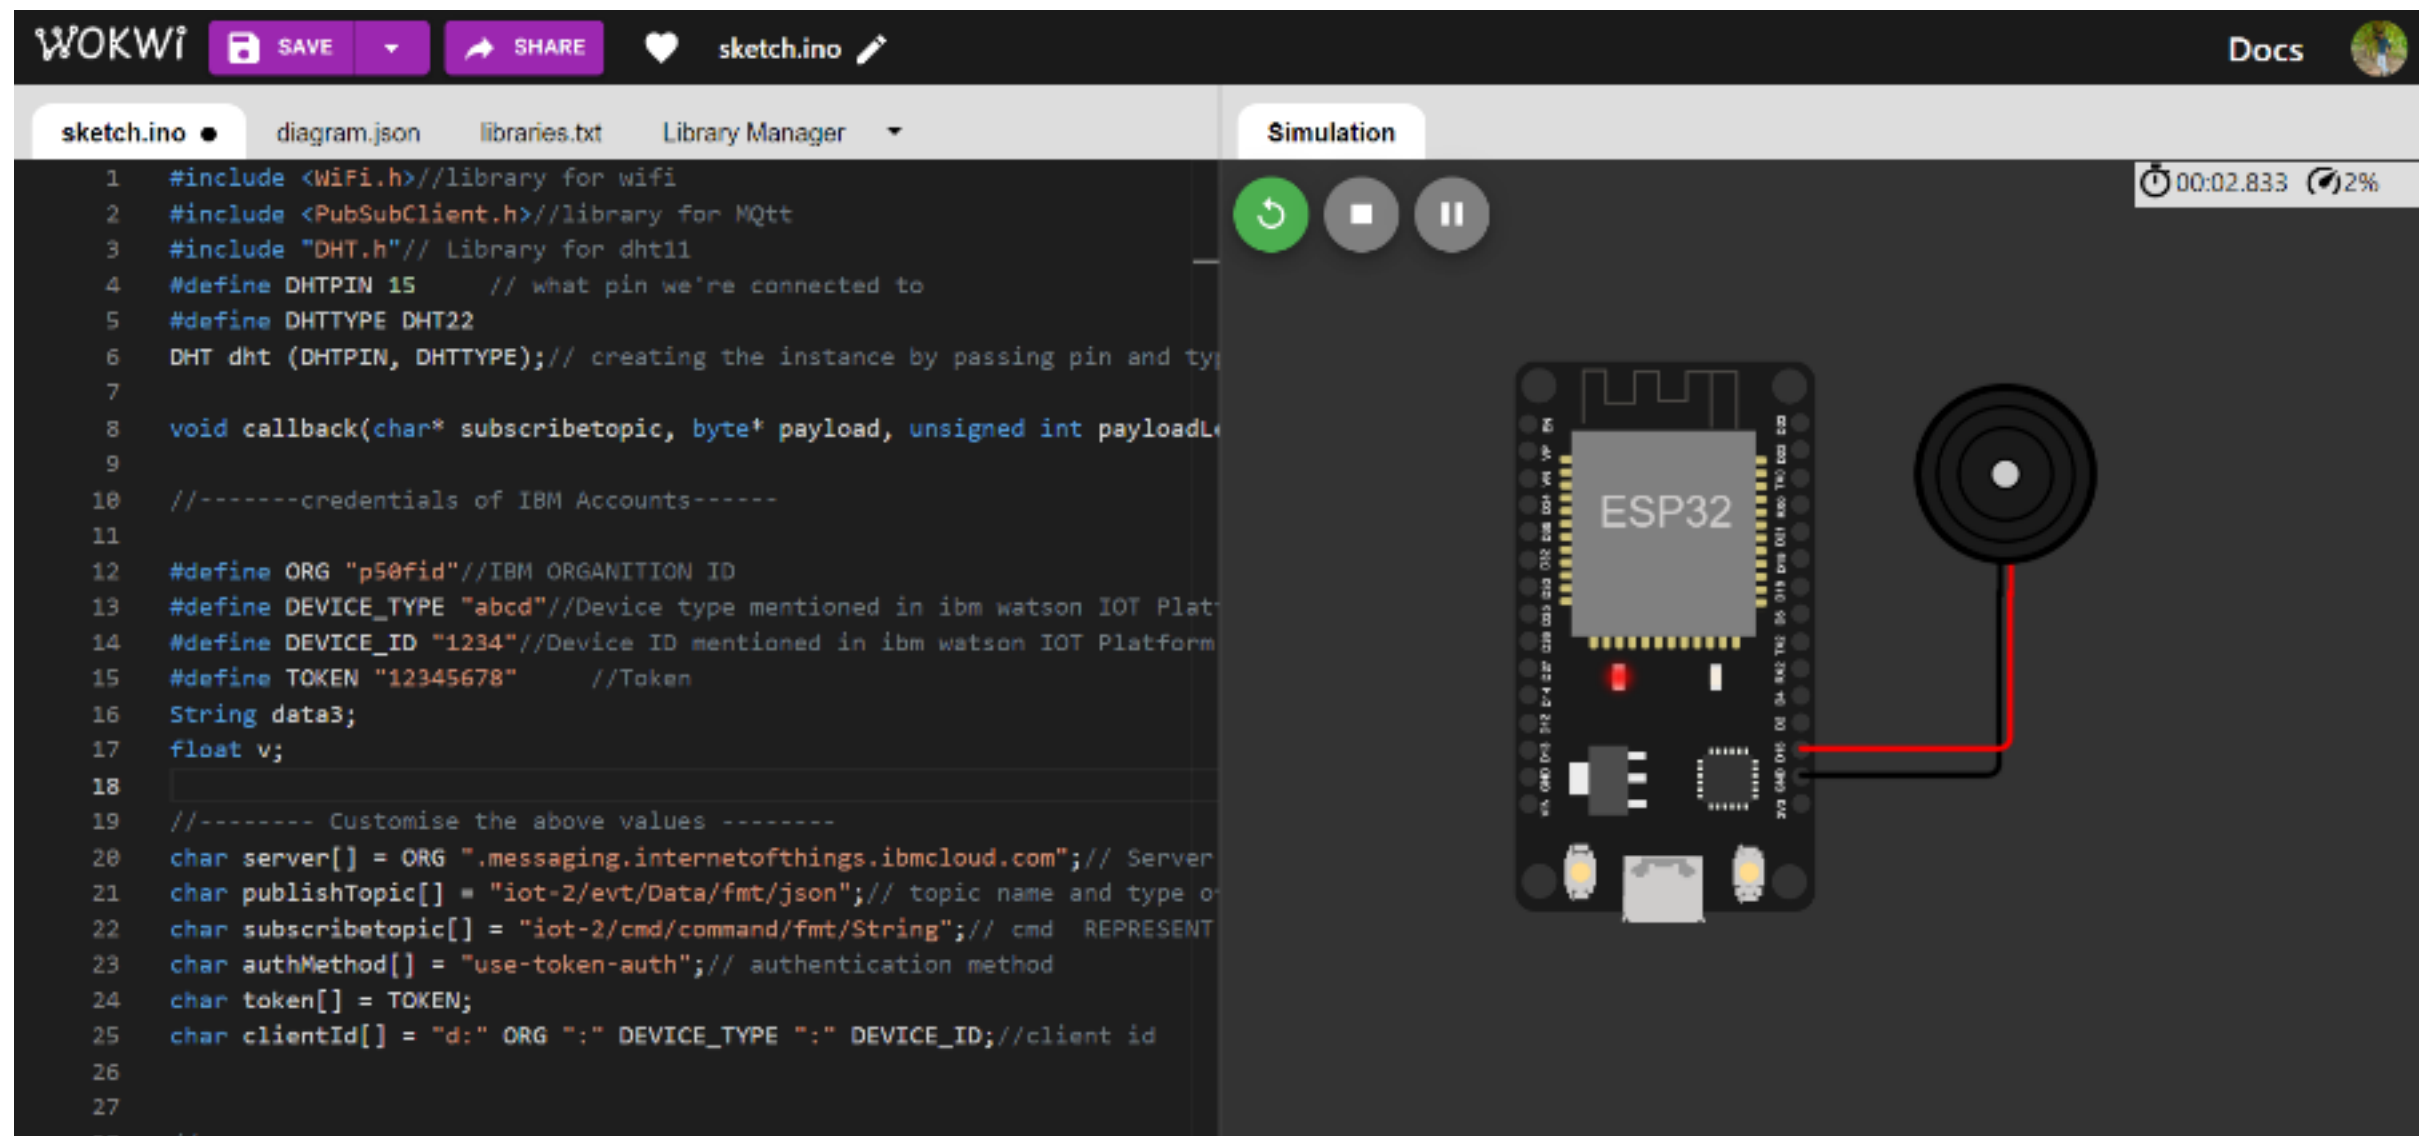 WOKWi SAVE SHARE sketch.ino Docs
sketch.ino ● diagram.json libraries.txt Library Manager
Simulation
00:02.833 2%
1 #include <WiFi.h>//library for wifi
2 #include <PubSubClient.h>//library for MQtt
3 #include "DHT.h"// Library for dht11
4 #define DHTPIN 15 // what pin we're connected to
5 #define DHTTYPE DHT22
6 DHT dht (DHTPIN, DHTTYPE);// creating the instance by passing pin and typ
7
8 void callback(char* subscribetopic, byte* payload, unsigned int payloadL
9
10 //-------credentials of IBM Accounts------
11
12 #define ORG "p50fid"//IBM ORGANITION ID
13 #define DEVICE_TYPE "abcd"//Device type mentioned in ibm watson IOT Plat
14 #define DEVICE_ID "1234"//Device ID mentioned in ibm watson IOT Platform
15 #define TOKEN "12345678" //Token
16 String data3;
17 float v;
18
19 //-------- Customise the above values --------
20 char server[] = ORG ".messaging.internetofthings.ibmcloud.com";// Server
21 char publishTopic[] = "iot-2/evt/Data/fmt/json";// topic name and type o
22 char subscribetopic[] = "iot-2/cmd/command/fmt/String";// cmd REPRESENT
23 char authMethod[] = "use-token-auth";// authentication method
24 char token[] = TOKEN;
25 char clientId[] = "d:" ORG ":" DEVICE_TYPE ":" DEVICE_ID;//client id
26
27
ESP32